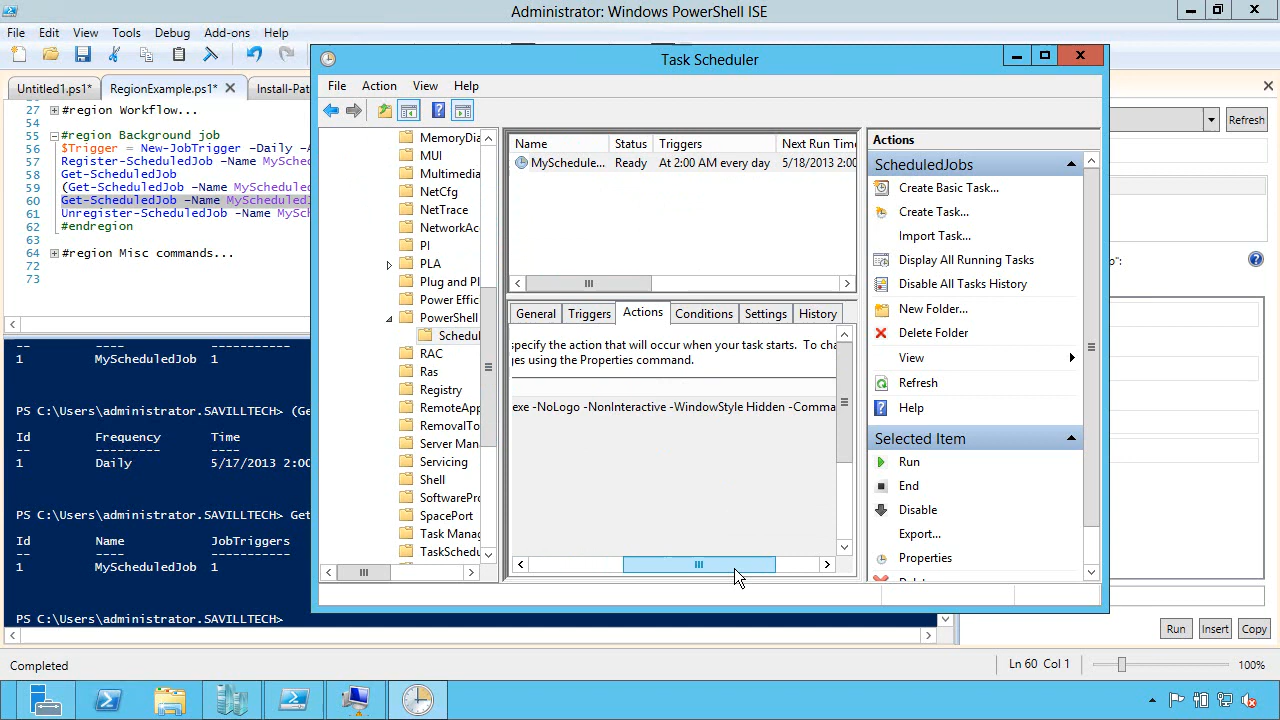 Administrator: Windows PowerShell ISE
File Edit View Tools Debug Add-ons Help
Untitled1.ps1* RegionExample.ps1* Install-Pat
27 #region Workflow...
54
55 #region Background job
56 $Trigger = New-JobTrigger -Daily -A
57 Register-ScheduledJob -Name MySched
58 Get-ScheduledJob
59 (Get-ScheduledJob -Name MyScheduled
60 Get-ScheduledJob -Name MyScheduledJ
61 Unregister-ScheduledJob -Name MySch
62 #endregion
63
64 #region Misc commands...
72
73
1 MyScheduledJob 1
PS C:\Users\administrator.SAVILLTECH> (Ge
Id Frequency Time
1 Daily 5/17/2013 2:00
PS C:\Users\administrator.SAVILLTECH> Get
Id Name JobTriggers
1 MyScheduledJob 1
PS C:\Users\administrator.SAVILLTECH>
Completed
Ln 60 Col 1
100%
Refresh
Run Insert Copy
Task Scheduler
File Action View Help
MemoryDia
MUI
Multimedia
NetCfg
NetTrace
NetworkAc
PI
PLA
Plug and Pl
Power Effic
PowerShell
Schedul
RAC
Ras
Registry
RemoteApp
RemovalTo
Server Man
Servicing
Shell
SoftwarePro
SpacePort
Task Manag
TaskSchedu
Name Status Triggers Next Run Time
MySchedule... Ready At 2:00 AM every day 5/18/2013 2:00
General Triggers Actions Conditions Settings History
specify the action that will occur when your task starts. To cha
ges using the Properties command.
exe -NoLogo -NonInteractive -WindowStyle Hidden -Comma
Actions
ScheduledJobs
Create Basic Task...
Create Task...
Import Task...
Display All Running Tasks
Disable All Tasks History
New Folder...
Delete Folder
View
Refresh
Help
Selected Item
Run
End
Disable
Export...
Properties